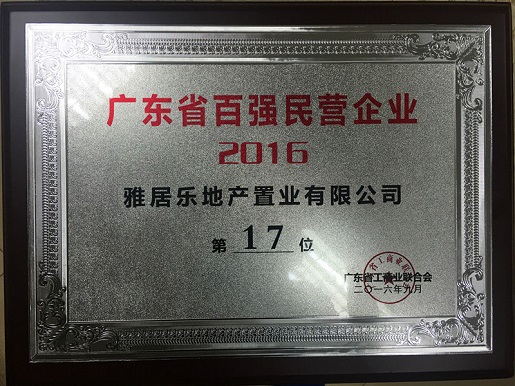 广东省百强民营企业
2016
雅居乐地产置业有限公司
第 17 位
广东省工商业联合会
二〇一六年九月